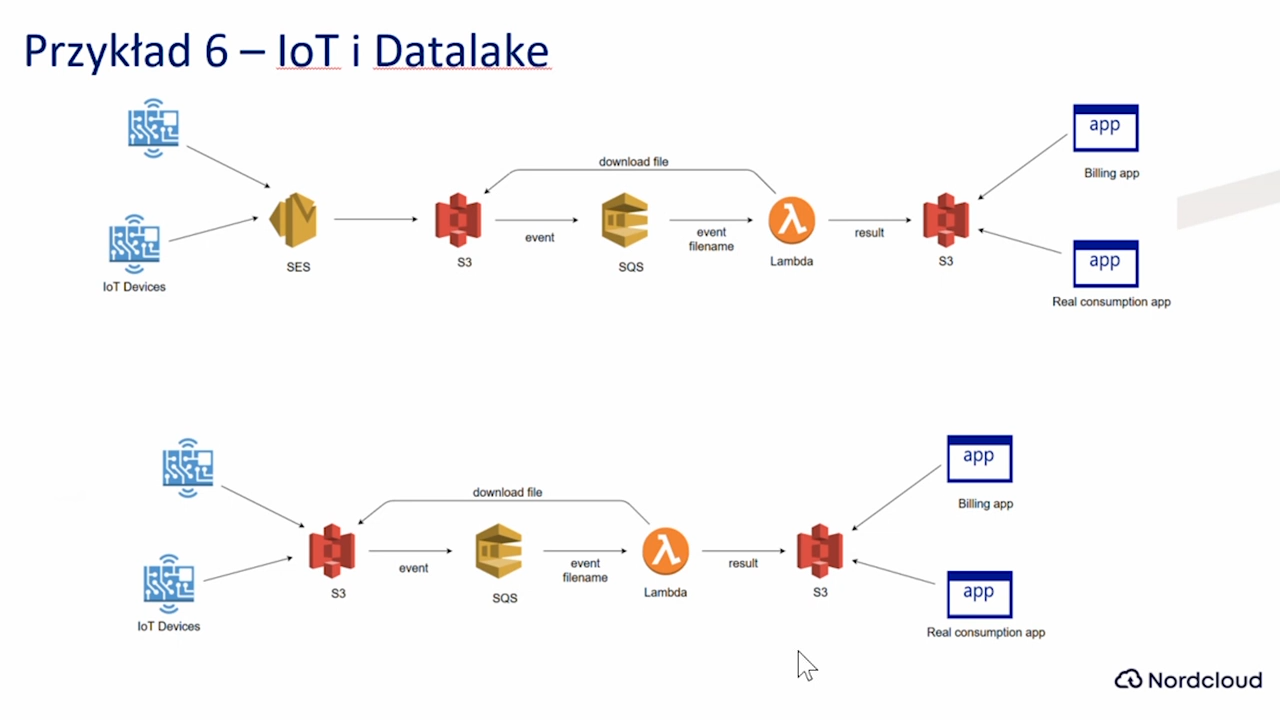 Przykład 6 – IoT i Datalake
app
Billing app
download file
event
event
filename
result
SES
S3
SQS
Lambda
S3
app
IoT Devices
Real consumption app
app
Billing app
download file
event
event
filename
result
S3
SQS
Lambda
S3
app
IoT Devices
Real consumption app
Nordcloud